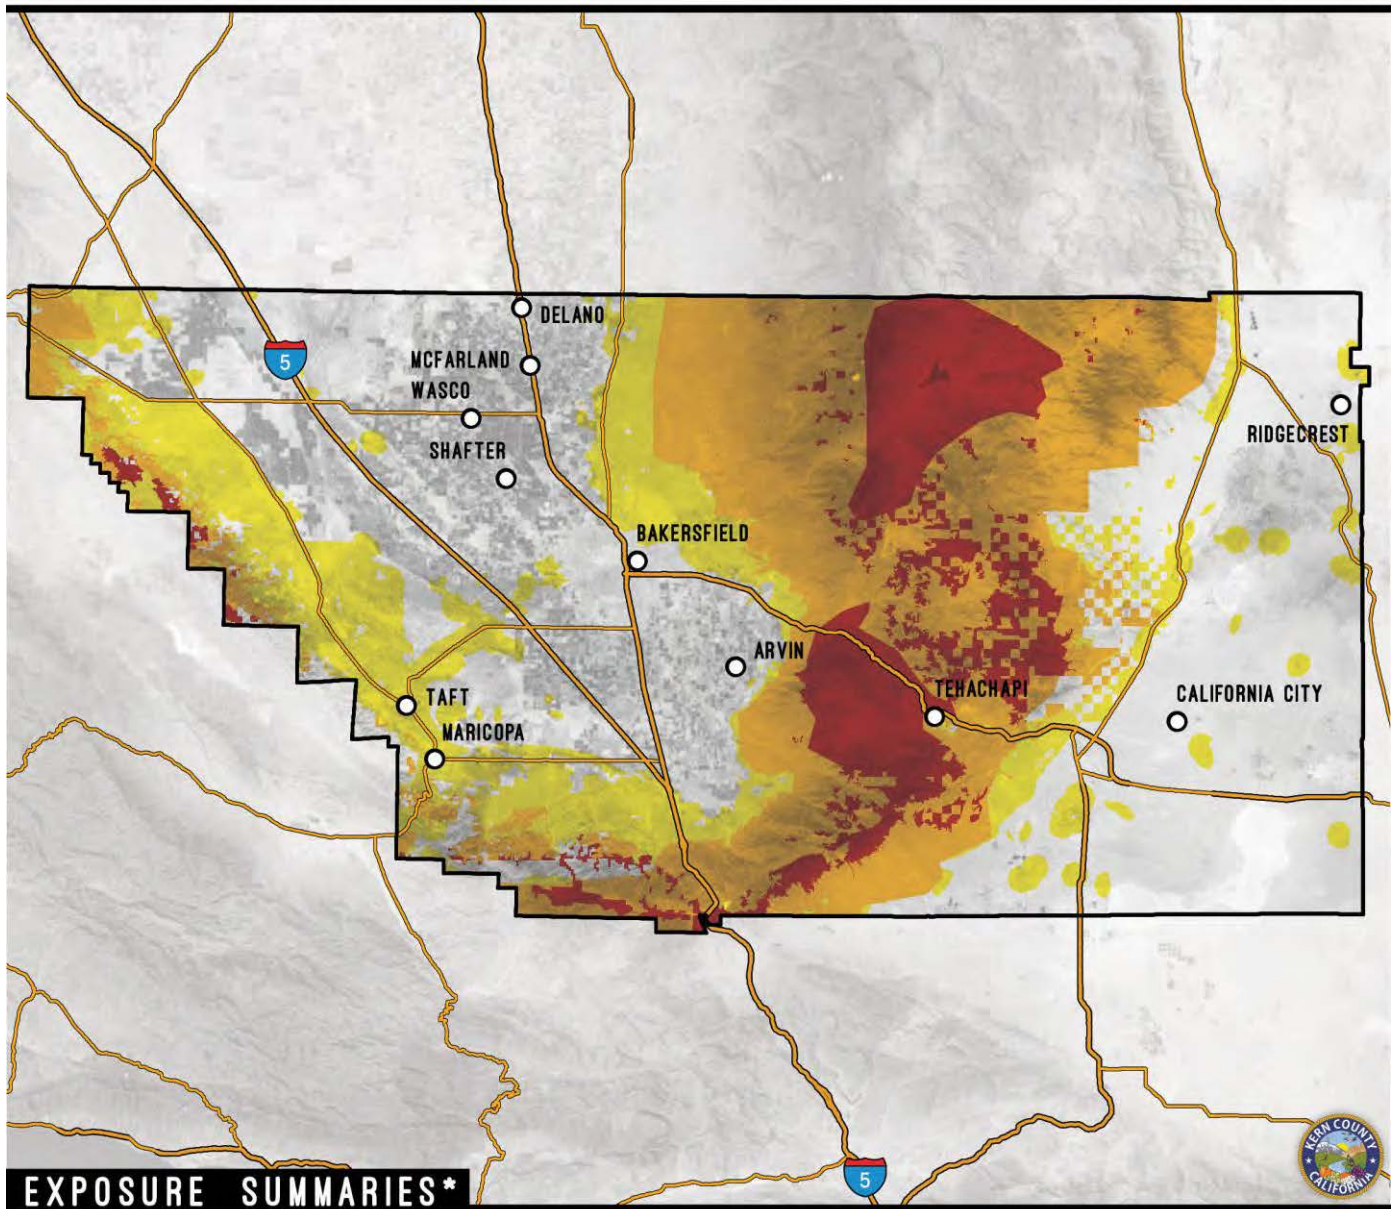 DELANO
5
MCFARLAND
WASCO
SHAFTER
RIDGECREST
BAKERSFIELD
ARVIN
TEHACHAPI
TAFT
CALIFORNIA CITY
MARICOPA
5
KERN COUNTY
CALIFORNIA
EXPOSURE SUMMARIES*